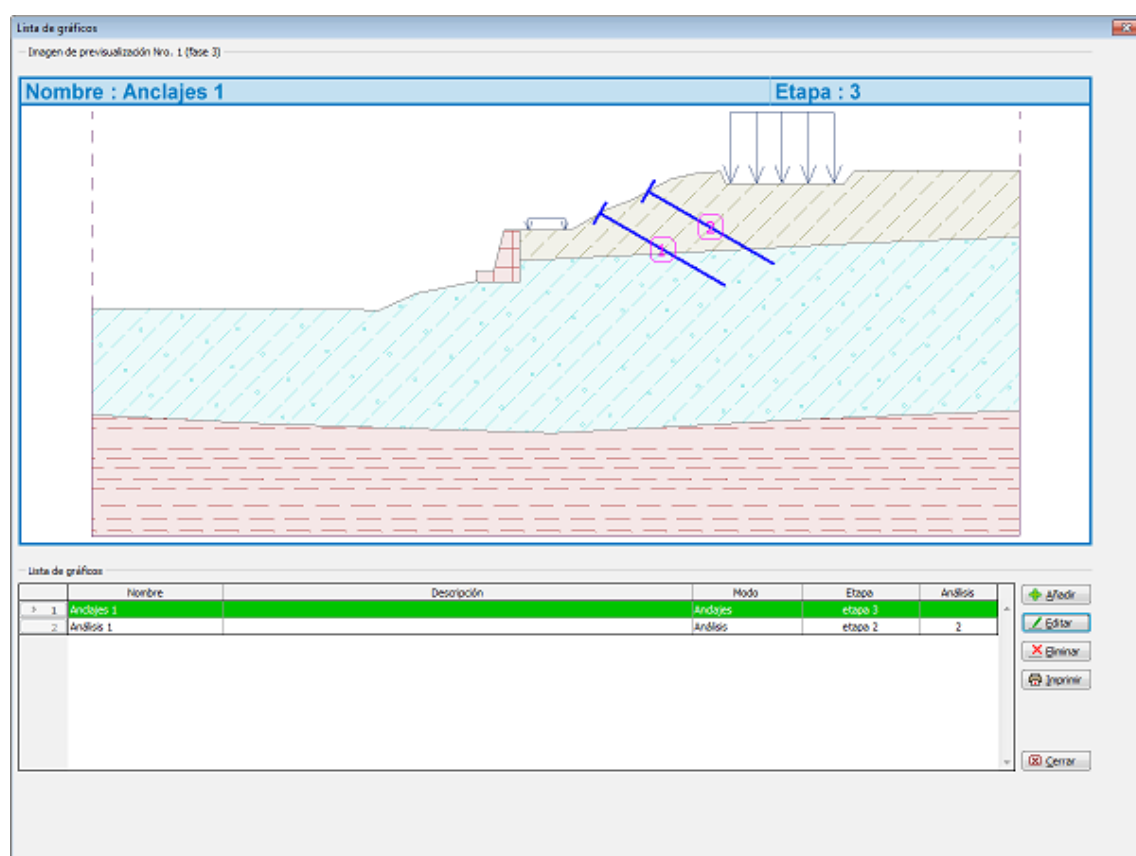 Lista de gráficos
Imagen de previsualización Nro. 1 (fase 3)
Nombre : Anclajes 1 Etapa : 3
2
1
Lista de gráficos
Nombre Descripción Modo Etapa Análisis
1 Anclajes 1 Anclajes etapa 3
2 Análisis 1 Análisis etapa 2 2
Añadir
Editar
Eliminar
Imprimir
Cerrar